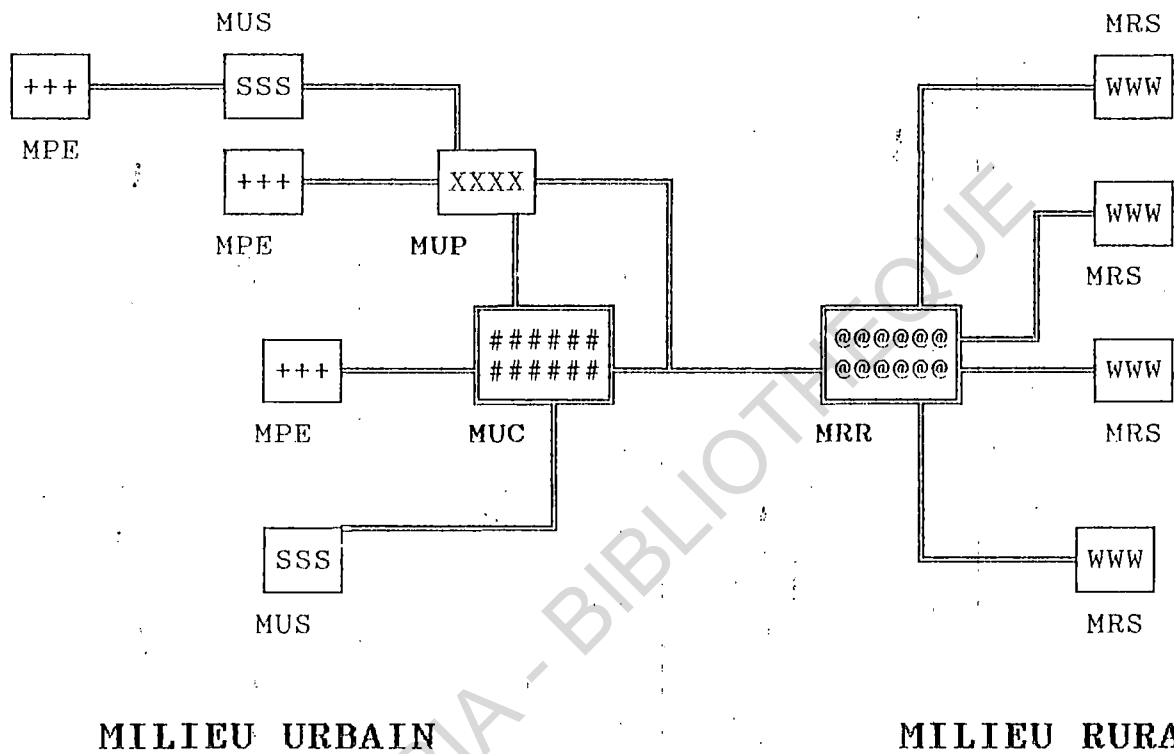 MUS MRS
+++ SSS WWW
MPE
+++ XXXX WWW
MPE MUP MRS
###### @@@@@@
+++ ###### @@@@@@ WWW
MPE MUC MRR MRS
SSS WWW
MUS MRS
BIBLIOTHEQUE
MILIEU URBAIN MILIEU RURA